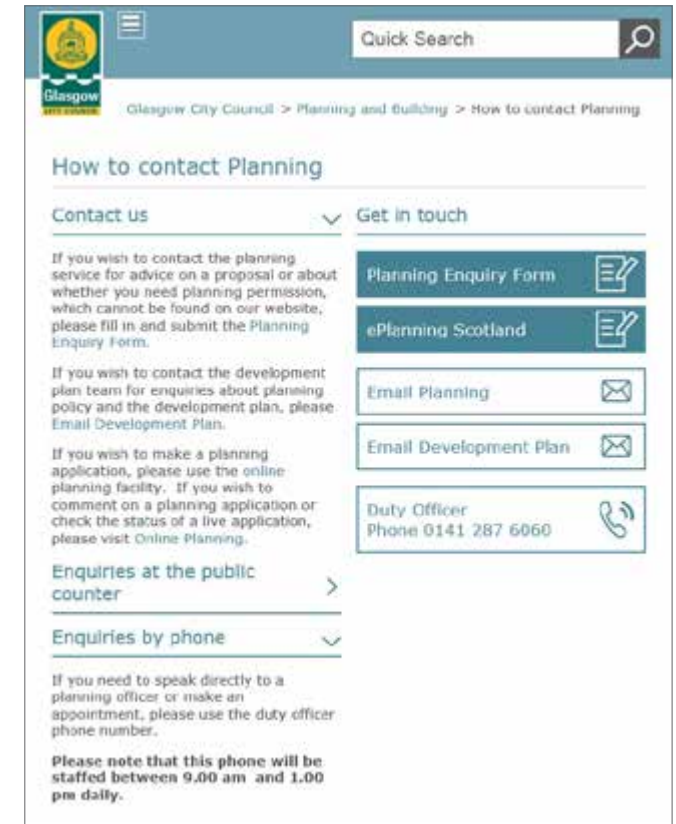 Quick Search
Glasgow
CITY COUNCIL
Glasgow City Council > Planning and Building > How to contact Planning
How to contact Planning
Contact us
If you wish to contact the planning
service for advice on a proposal or about
whether you need planning permission,
which cannot be found on our website,
please fill in and submit the Planning
Enquiry Form.
If you wish to contact the development
plan team for enquiries about planning
policy and the development plan, please
Email Development Plan.
If you wish to make a planning
application, please use the online
planning facility. If you wish to
comment on a planning application or
check the status of a live application,
please visit Online Planning.
Enquiries at the public
counter
Enquiries by phone
If you need to speak directly to a
planning officer or make an
appointment, please use the duty officer
phone number.
Please note that this phone will be
staffed between 9.00 am and 1.00
pm daily.
Get in touch
Planning Enquiry Form
ePlanning Scotland
Email Planning
Email Development Plan
Duty Officer
Phone 0141 287 6060